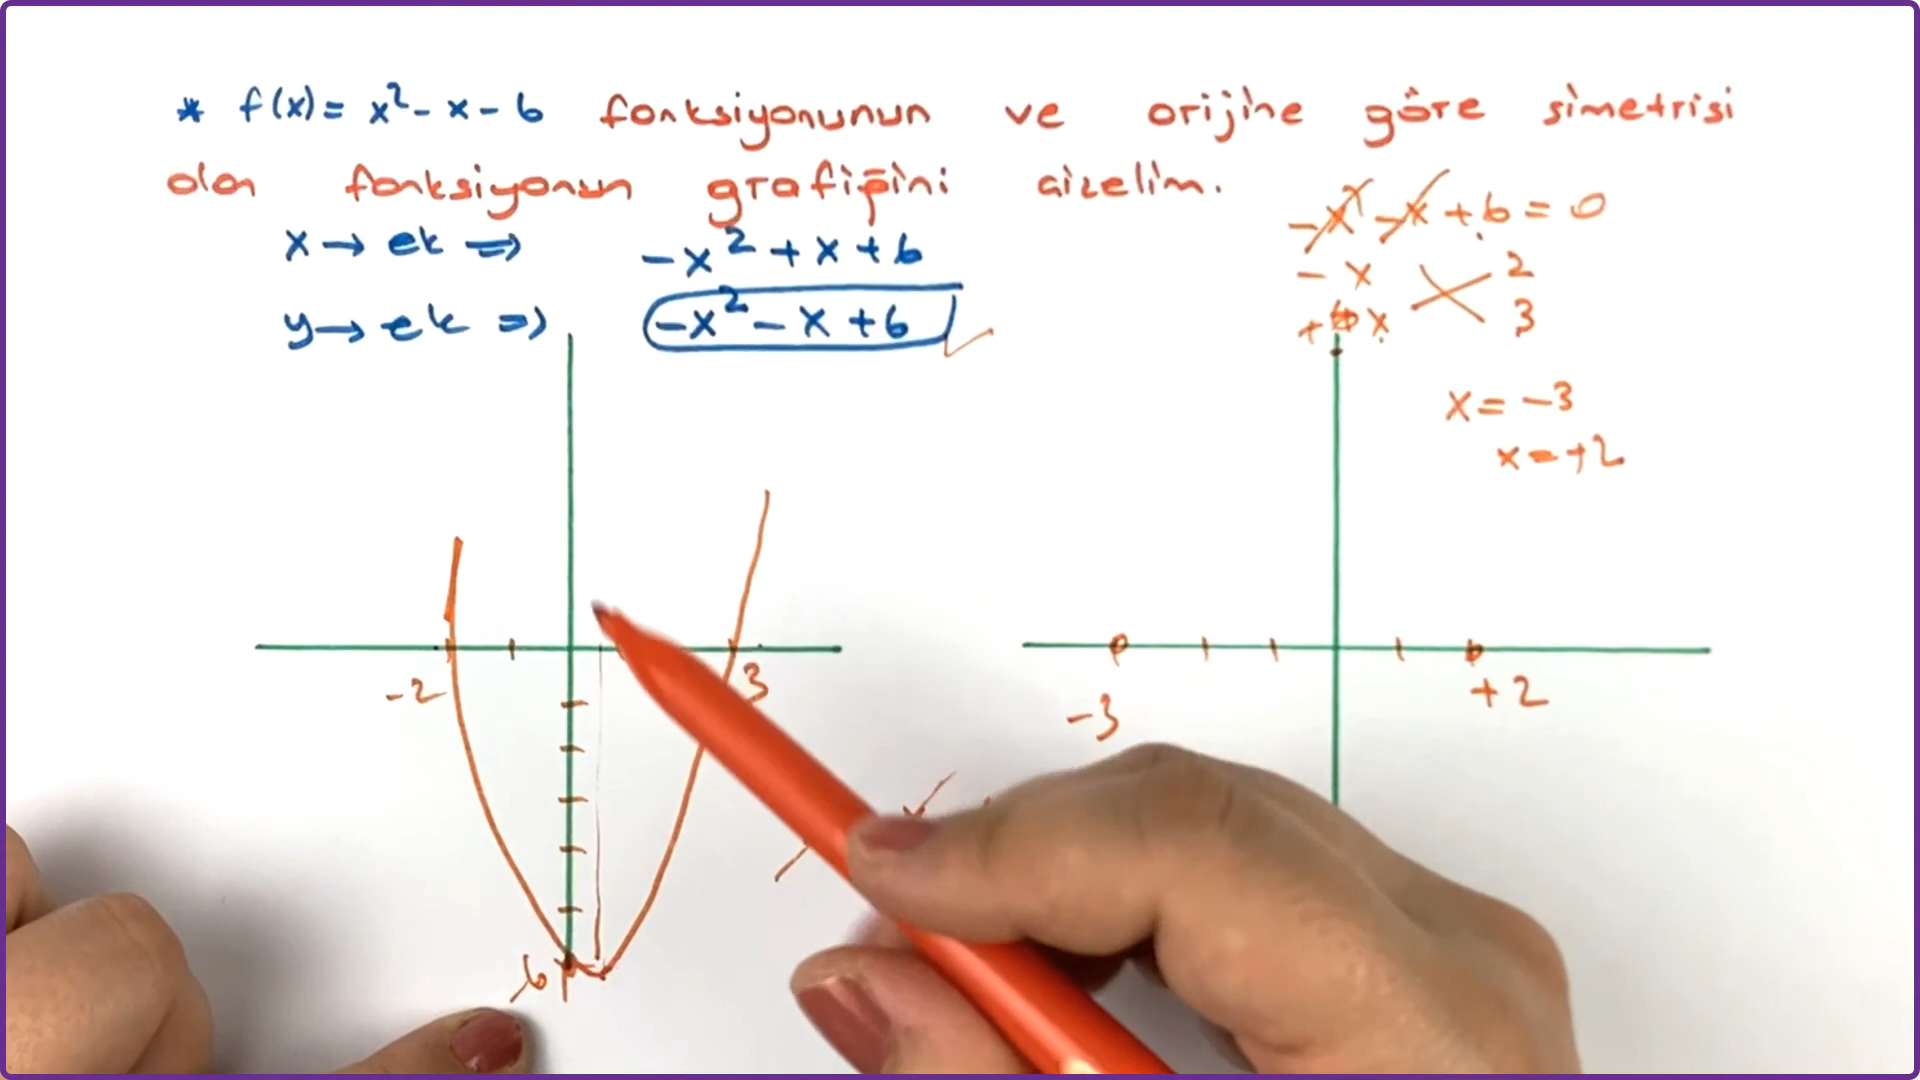 * f(x) = x² - x - 6 fonksiyonunun ve orijine göre simetrisi
olan fonksiyonun grafiğini çizelim.
x → ek ⇒ -x² + x + 6
y → ek ⇒ -x² - x + 6
-x² - x + 6 = 0
-x 2
+x 3
x = -3
x = +2
-2 3
-6
-3 +2